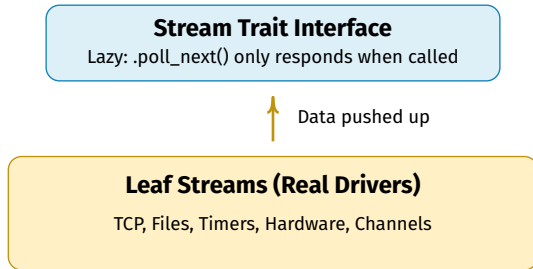 Stream Trait Interface
Lazy: .poll_next() only responds when called
Data pushed up
Leaf Streams (Real Drivers)
TCP, Files, Timers, Hardware, Channels